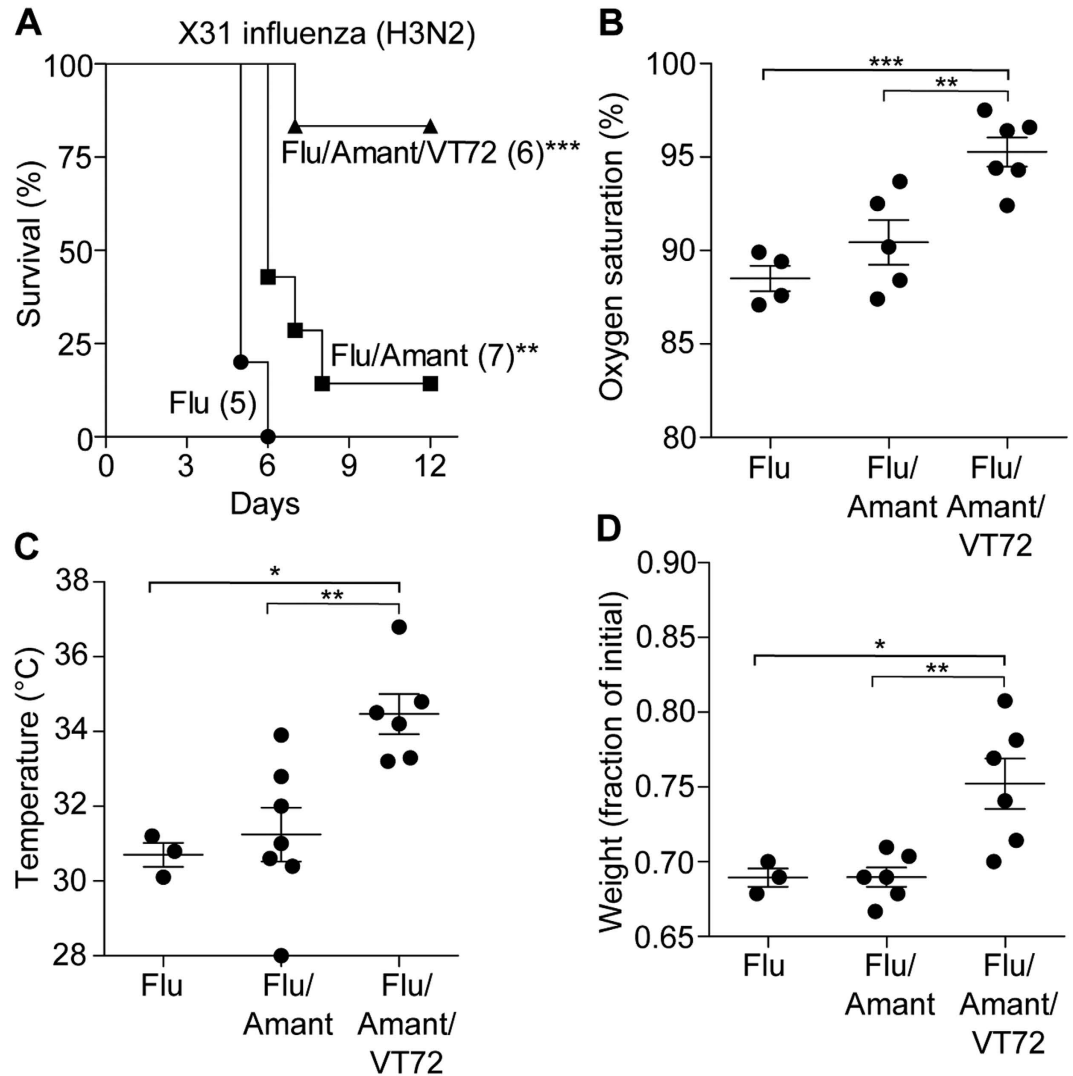 A
X31 influenza (H3N2)
Survival (%)
100
75
50
25
0
Flu/Amant/VT72 (6)***
Flu/Amant (7)**
Flu (5)
0 3 6 9 12
Days
B
Oxygen saturation (%)
100
95
90
85
80
***
**
Flu
Flu/
Amant
Flu/
Amant/
VT72
C
Temperature (°C)
38
36
34
32
30
28
*
**
Flu
Flu/
Amant
Flu/
Amant/
VT72
D
Weight (fraction of initial)
0.90
0.85
0.80
0.75
0.70
0.65
*
**
Flu
Flu/
Amant
Flu/
Amant/
VT72